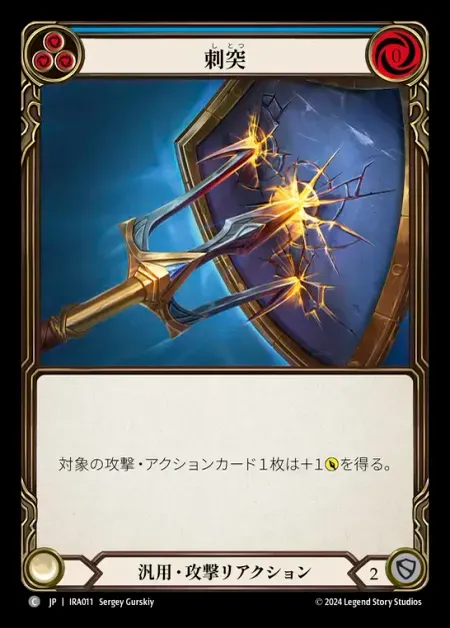 しとつ
刺突
0
対象の攻撃・アクションカード1枚は+1を得る。
汎用・攻撃リアクション
2
C JP | IRA011 Sergey Gurskiy
© 2024 Legend Story Studios